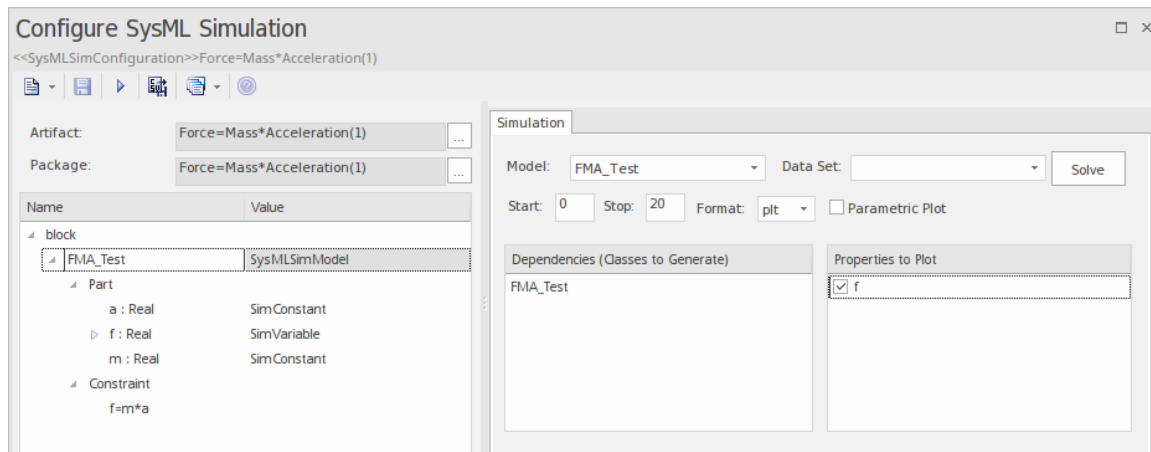 Configure SysML Simulation
<<SysMLSimConfiguration>>Force=Mass*Acceleration(1)
Artifact: Force=Mass*Acceleration(1) ...
Package: Force=Mass*Acceleration(1) ...
Name Value
block
FMA_Test SysMLSimModel
Part
a : Real SimConstant
f : Real SimVariable
m : Real SimConstant
Constraint
f=m*a
Simulation
Model: FMA_Test Data Set: Solve
Start: 0 Stop: 20 Format: plt Parametric Plot
Dependencies (Classes to Generate) Properties to Plot
FMA_Test f